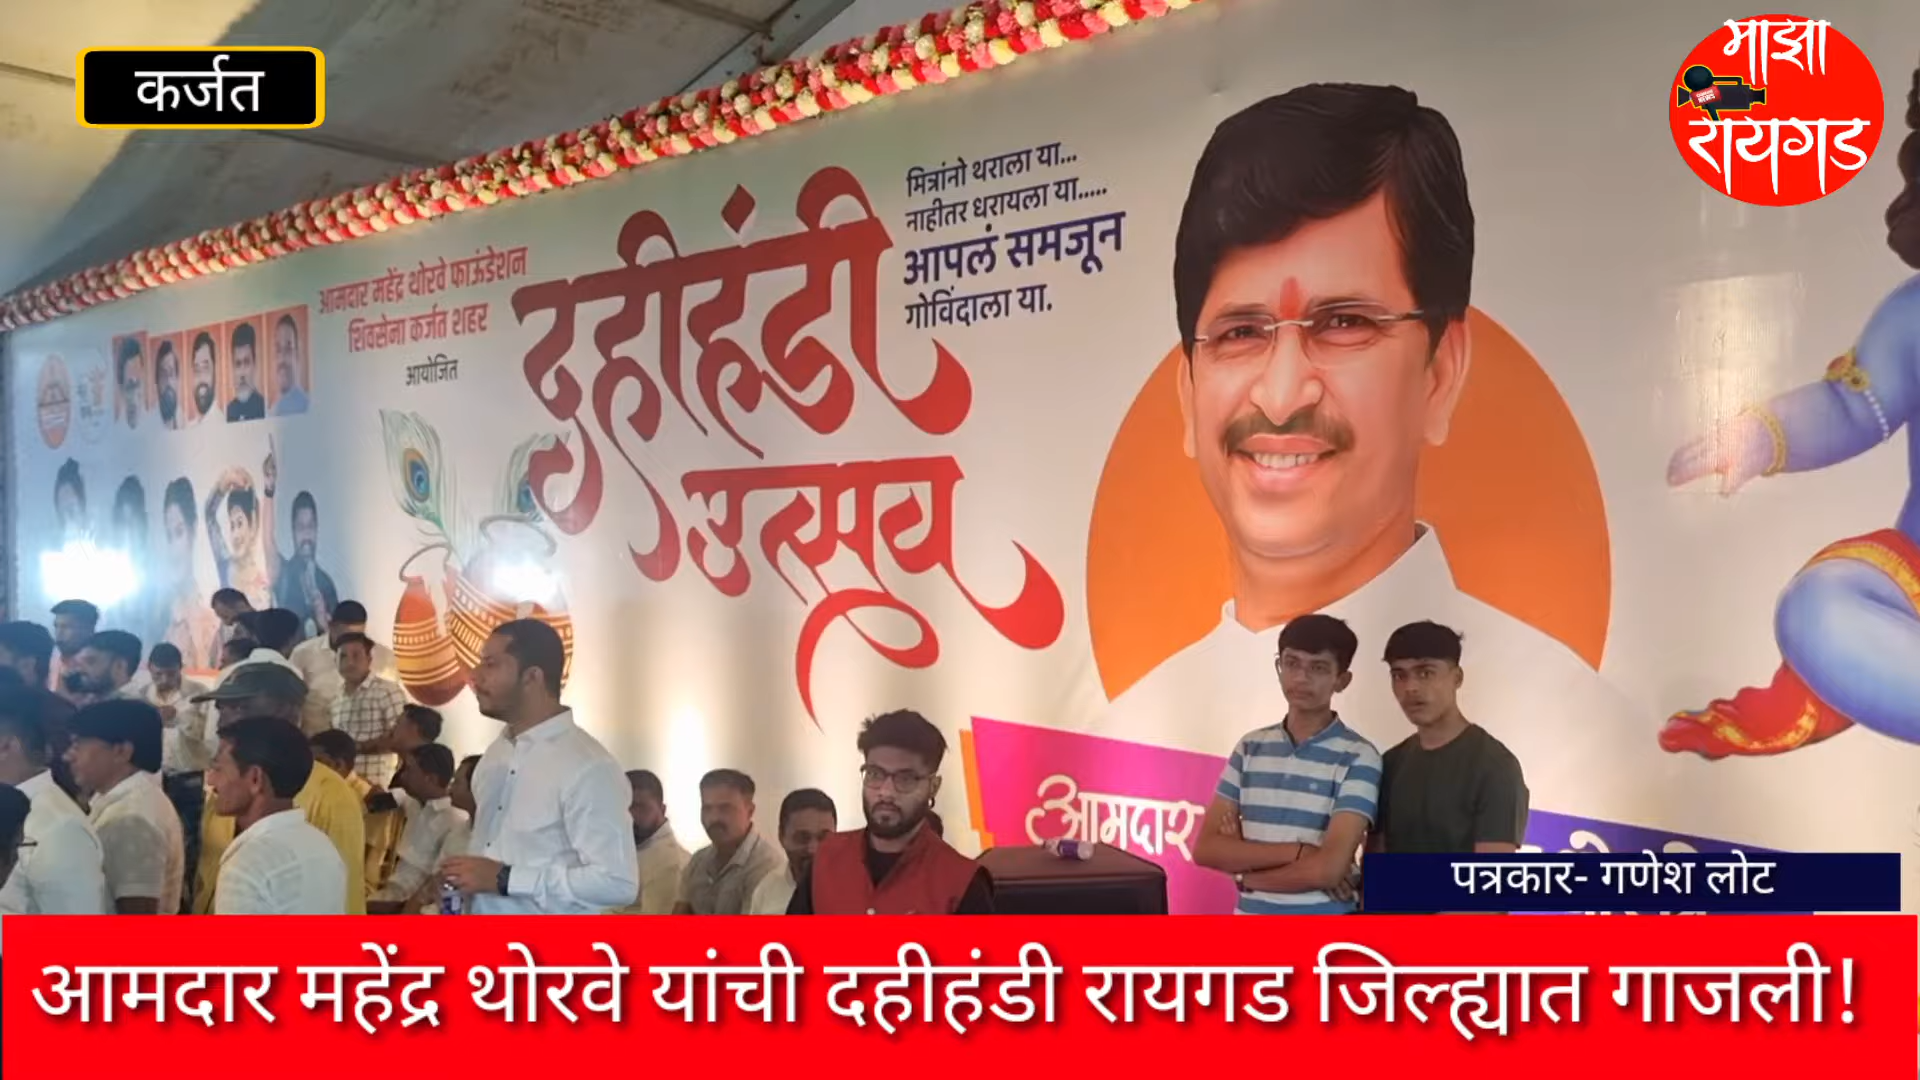 कर्जत
माझा
रायगड
मित्रांनो थराला या...
नाहीतर धरायला या.....
आपलं समजून
गोविंदाला या.
आमदार महेंद्र थोरवे फाऊंडेशन
शिवसेना कर्जत शहर
आयोजित
दहीहंडी
उत्सव
आमदार
पत्रकार- गणेश लोट
आमदार महेंद्र थोरवे यांची दहीहंडी रायगड जिल्ह्यात गाजली!